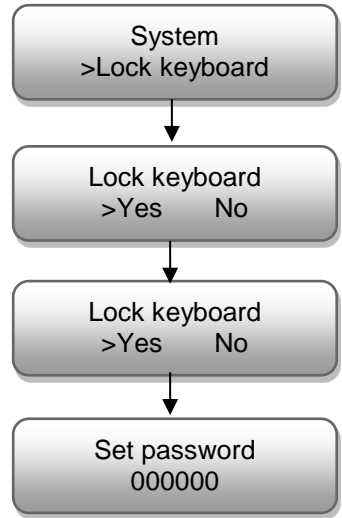 System
>Lock keyboard
Lock keyboard
>Yes No
Lock keyboard
>Yes No
Set password
000000